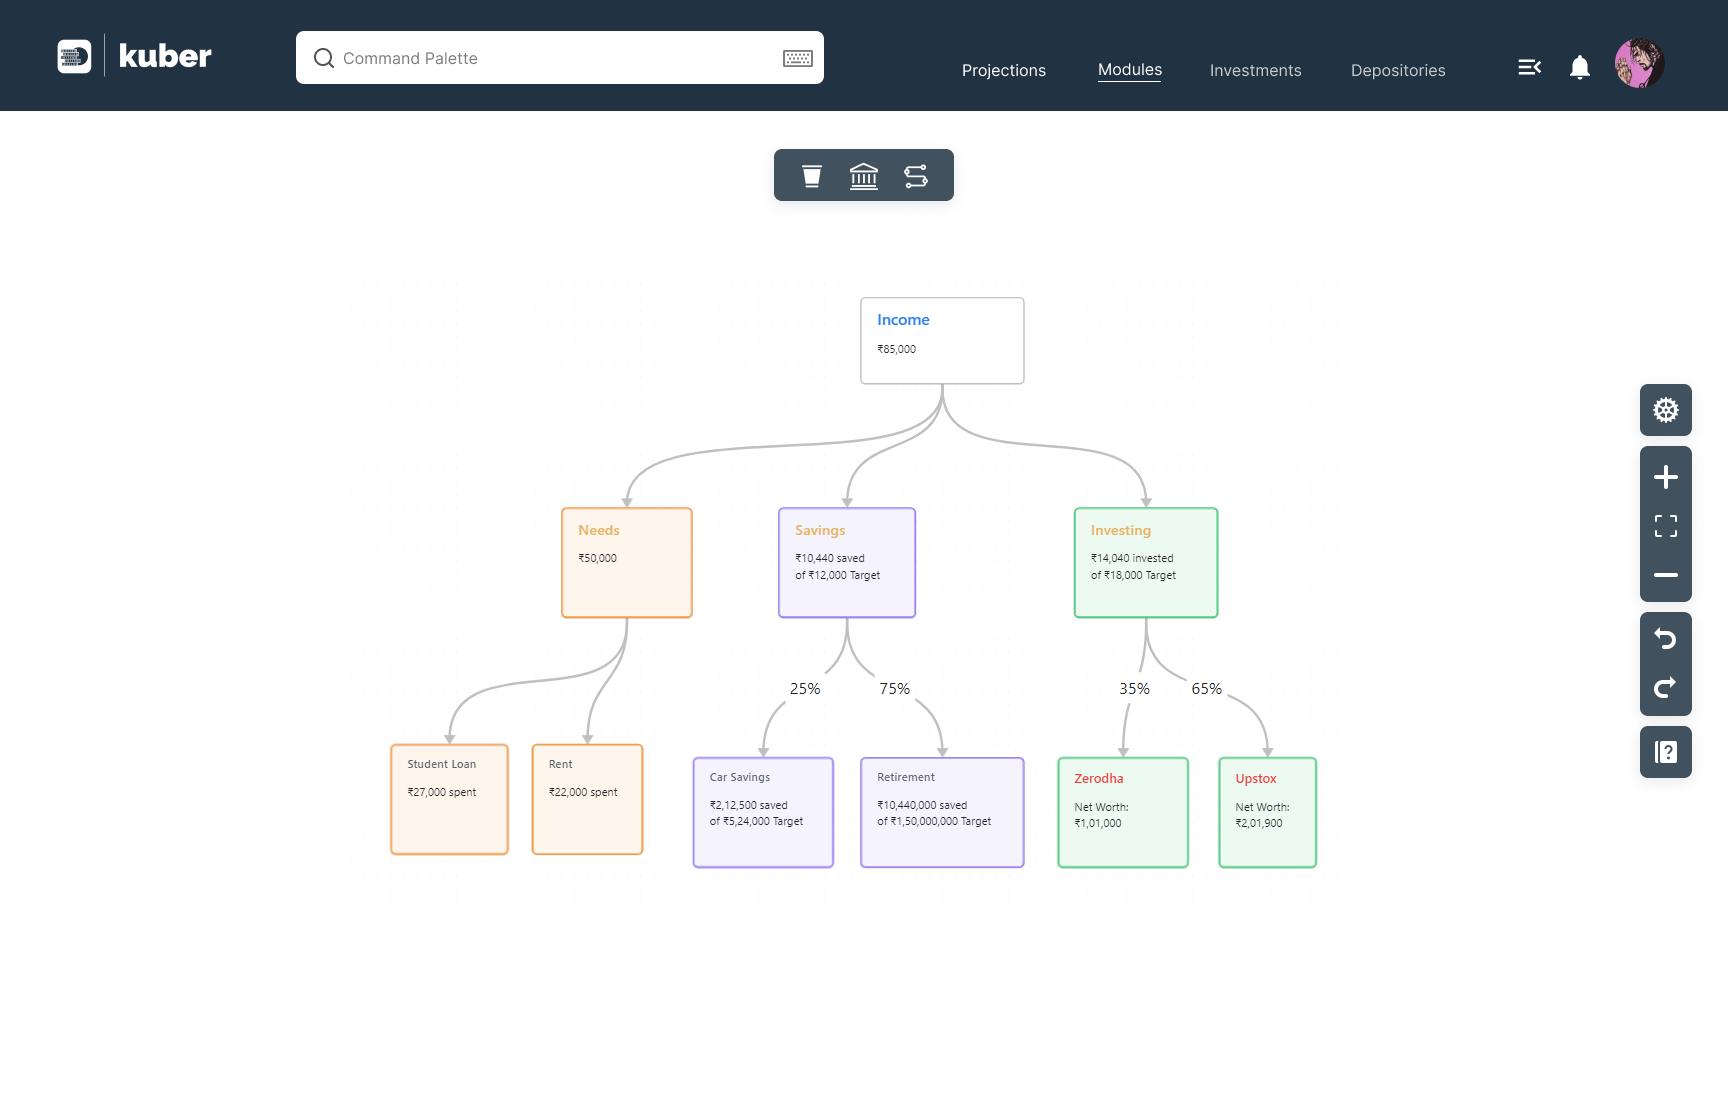 kuber
Command Palette
Projections
Modules
Investments
Depositories
Income
₹85,000
Needs
₹50,000
Savings
₹10,440 saved
of ₹12,000 Target
Investing
₹14,040 invested
of ₹18,000 Target
25%
75%
35%
65%
Student Loan
₹27,000 spent
Rent
₹22,000 spent
Car Savings
₹2,12,500 saved
of ₹5,24,000 Target
Retirement
₹10,440,000 saved
of ₹1,50,000,000 Target
Zerodha
Net Worth:
₹1,01,000
Upstox
Net Worth:
₹2,01,900